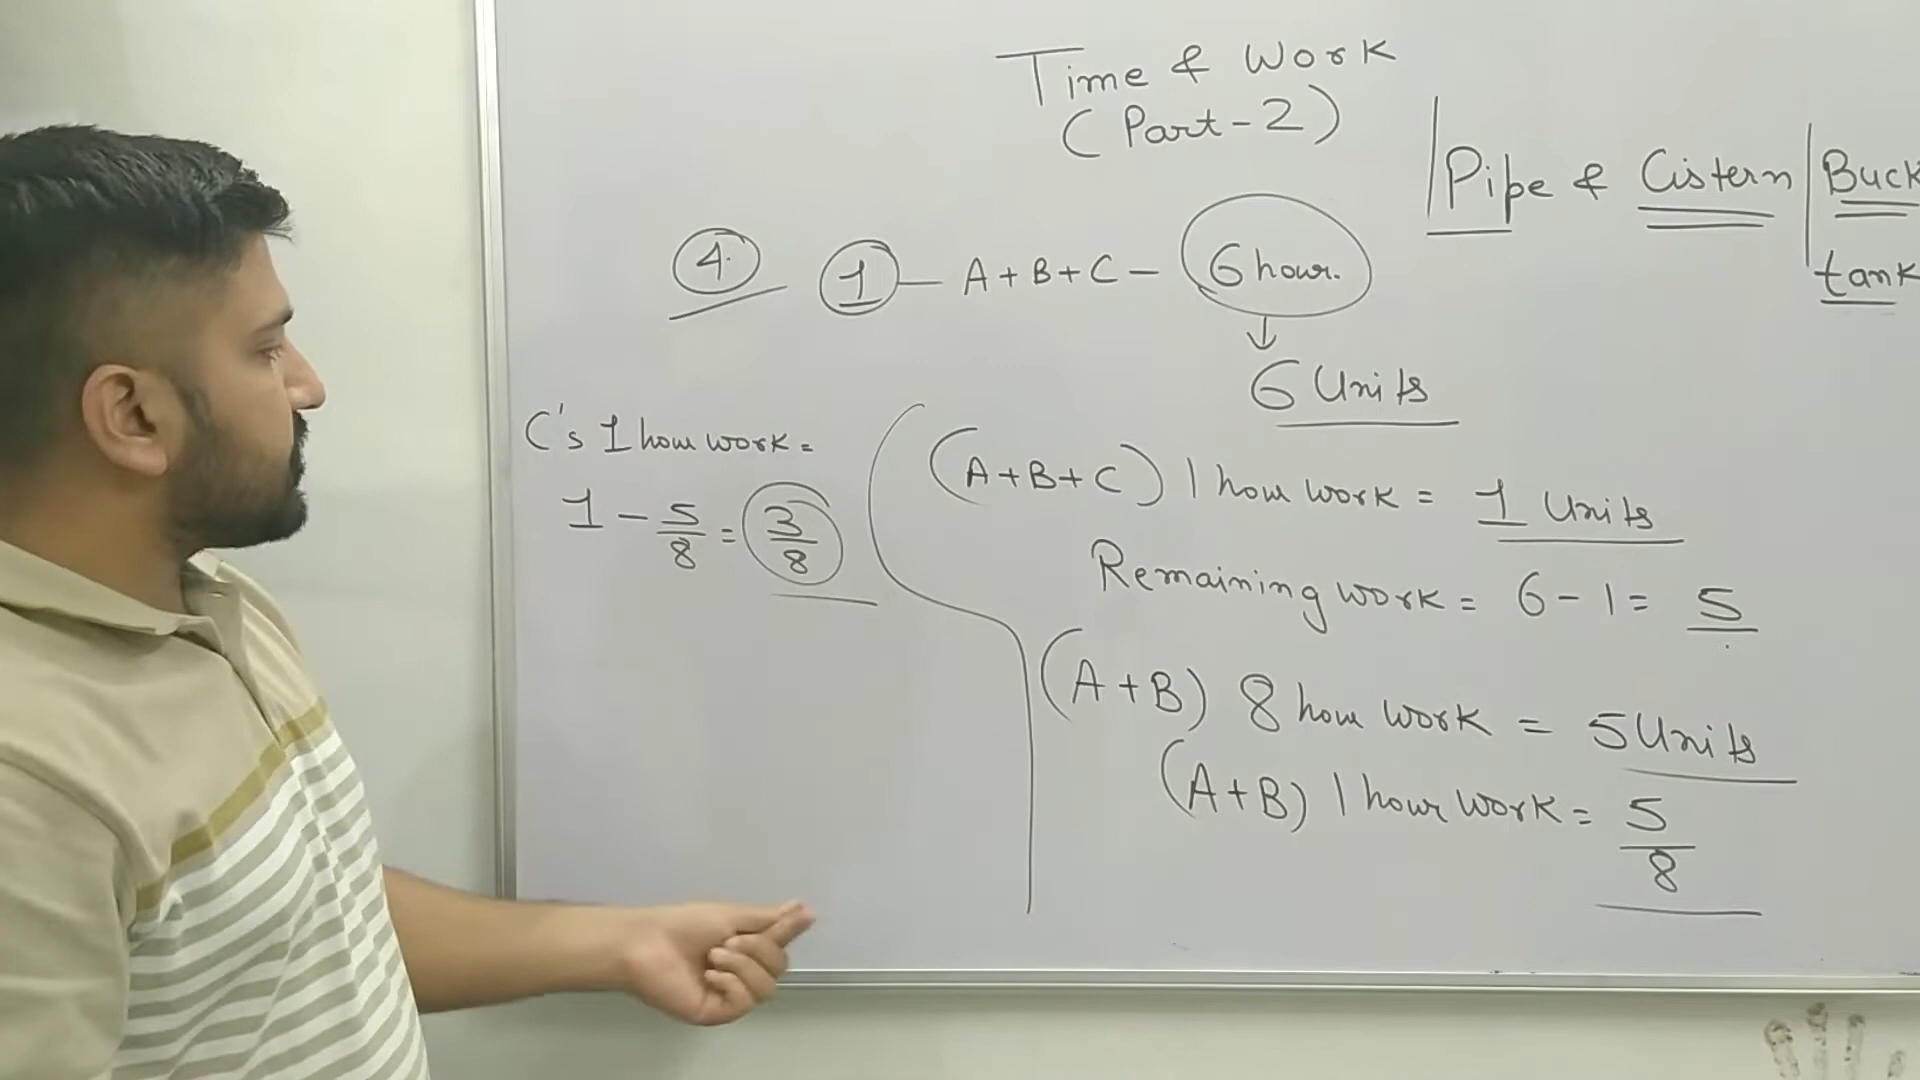 Time & Work
(Part-2)
Pipe & Cistern
Buck
tank
4. 1 - A+B+C - 6 hour.
↓
6 Units
(A+B+C) 1 hour work = 1 Units
Remaining work = 6 - 1 = 5
(A+B) 8 hour work = 5 Units
(A+B) 1 hour work = 5/8
C's 1 hour work =
1 - 5/8 = 3/8